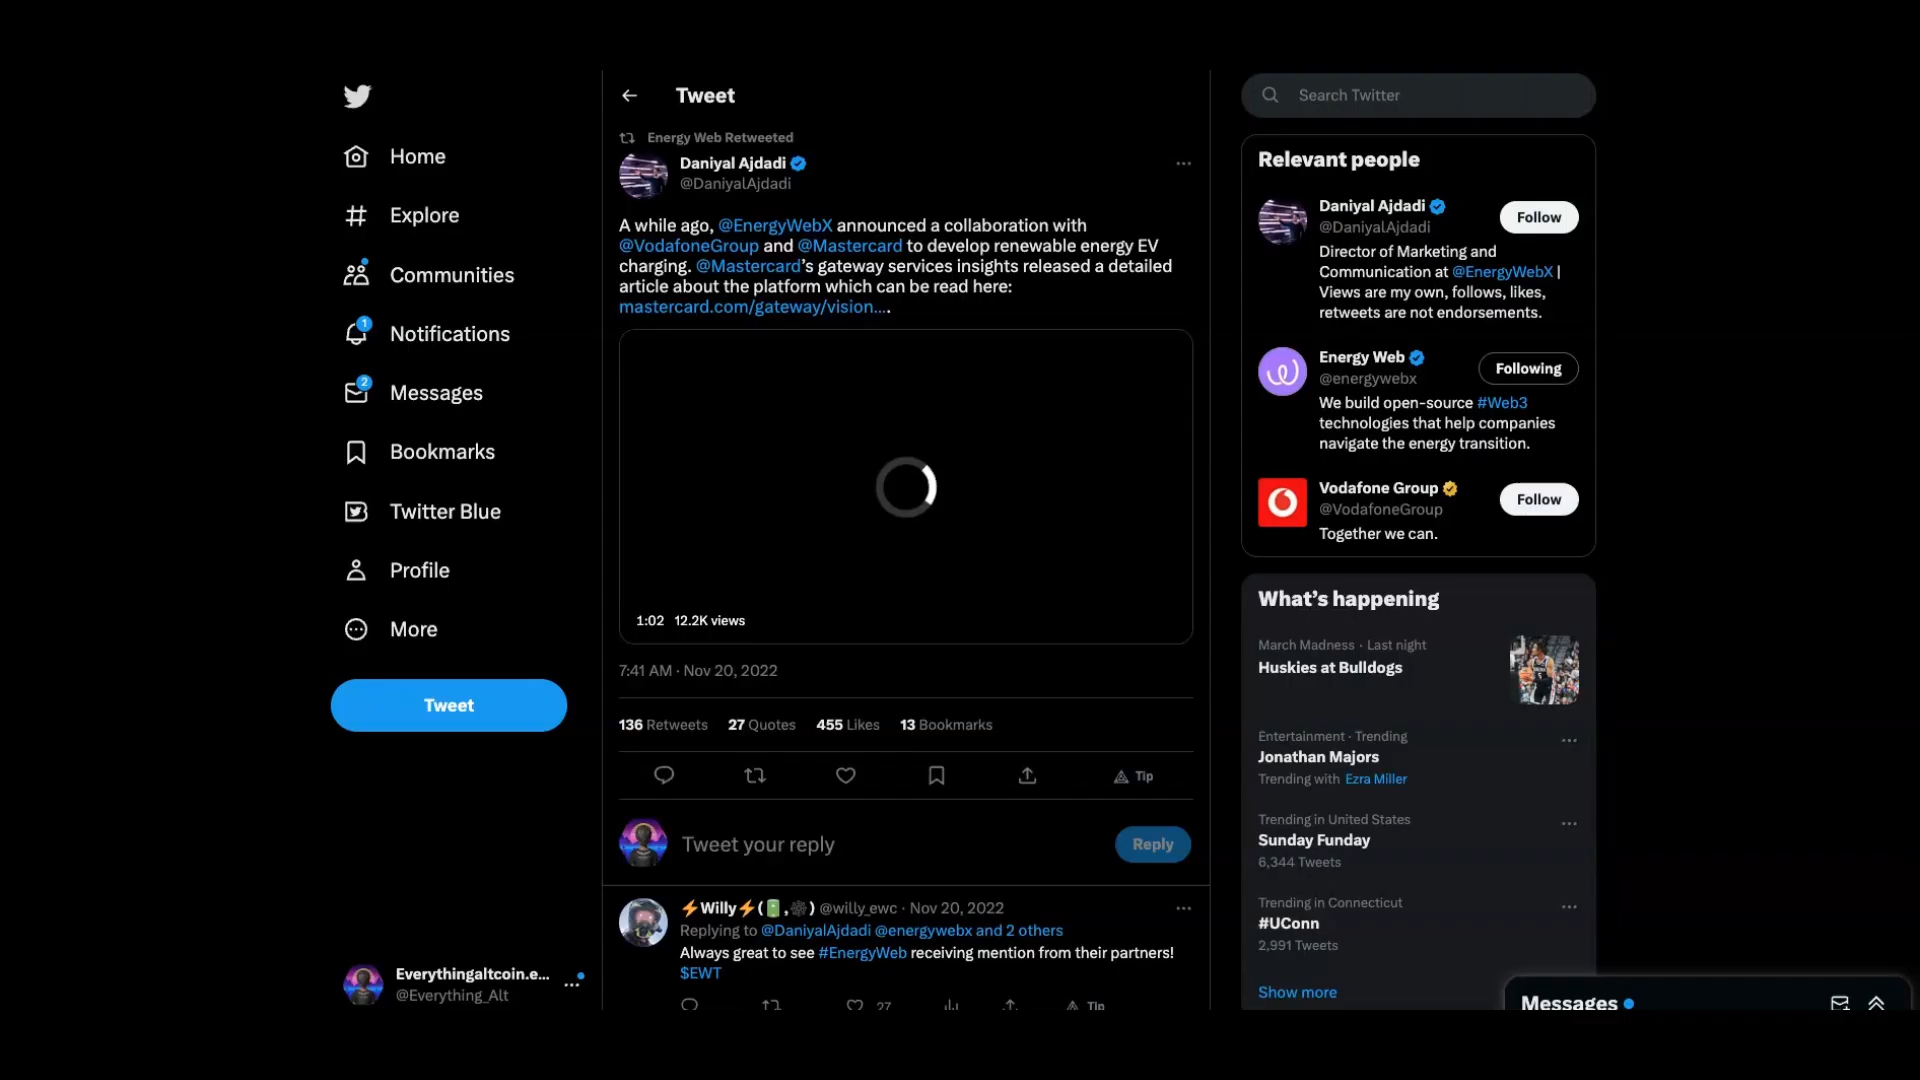 Home
Explore
Communities
1
Notifications
2
Messages
Bookmarks
Twitter Blue
Profile
More
Tweet
Everythingaltcoin.e...
@Everything_Alt
Tweet
Energy Web Retweeted
Daniyal Ajdadi
@DaniyalAjdadi
A while ago, @EnergyWebX announced a collaboration with
@VodafoneGroup and @Mastercard to develop renewable energy EV
charging. @Mastercard's gateway services insights released a detailed
article about the platform which can be read here:
mastercard.com/gateway/vision….
1:02 12.2K views
7:41 AM · Nov 20, 2022
136 Retweets 27 Quotes 455 Likes 13 Bookmarks
Tip
Tweet your reply
Reply
⚡Willy⚡(🔋,🕸) @willy_ewc · Nov 20, 2022
Replying to @DaniyalAjdadi @energywebx and 2 others
Always great to see #EnergyWeb receiving mention from their partners!
$EWT
27 Tip
Search Twitter
Relevant people
Daniyal Ajdadi
@DaniyalAjdadi
Follow
Director of Marketing and
Communication at @EnergyWebX |
Views are my own, follows, likes,
retweets are not endorsements.
Energy Web
@energywebx
Following
We build open-source #Web3
technologies that help companies
navigate the energy transition.
Vodafone Group
@VodafoneGroup
Follow
Together we can.
What's happening
March Madness · Last night
Huskies at Bulldogs
Entertainment · Trending
Jonathan Majors
Trending with Ezra Miller
Trending in United States
Sunday Funday
6,344 Tweets
Trending in Connecticut
#UConn
2,991 Tweets
Show more
Messages